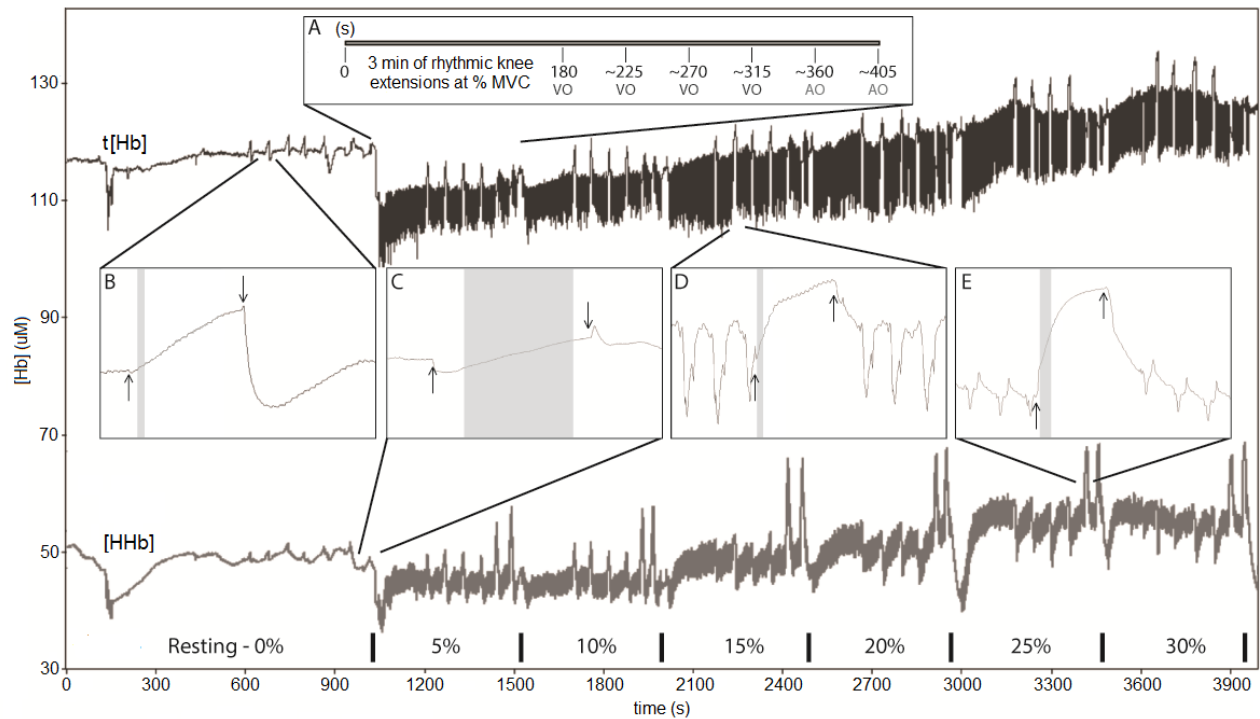 A (s)
0 3 min of rhythmic knee extensions at % MVC 180 ~225 ~270 ~315 ~360 ~405
VO VO VO VO AO AO
t[Hb]
B
C
D
E
[HHb]
Resting - 0% 5% 10% 15% 20% 25% 30%
130
110
90
70
50
30
[Hb] (uM)
0 300 600 900 1200 1500 1800 2100 2400 2700 3000 3300 3600 3900
time (s)